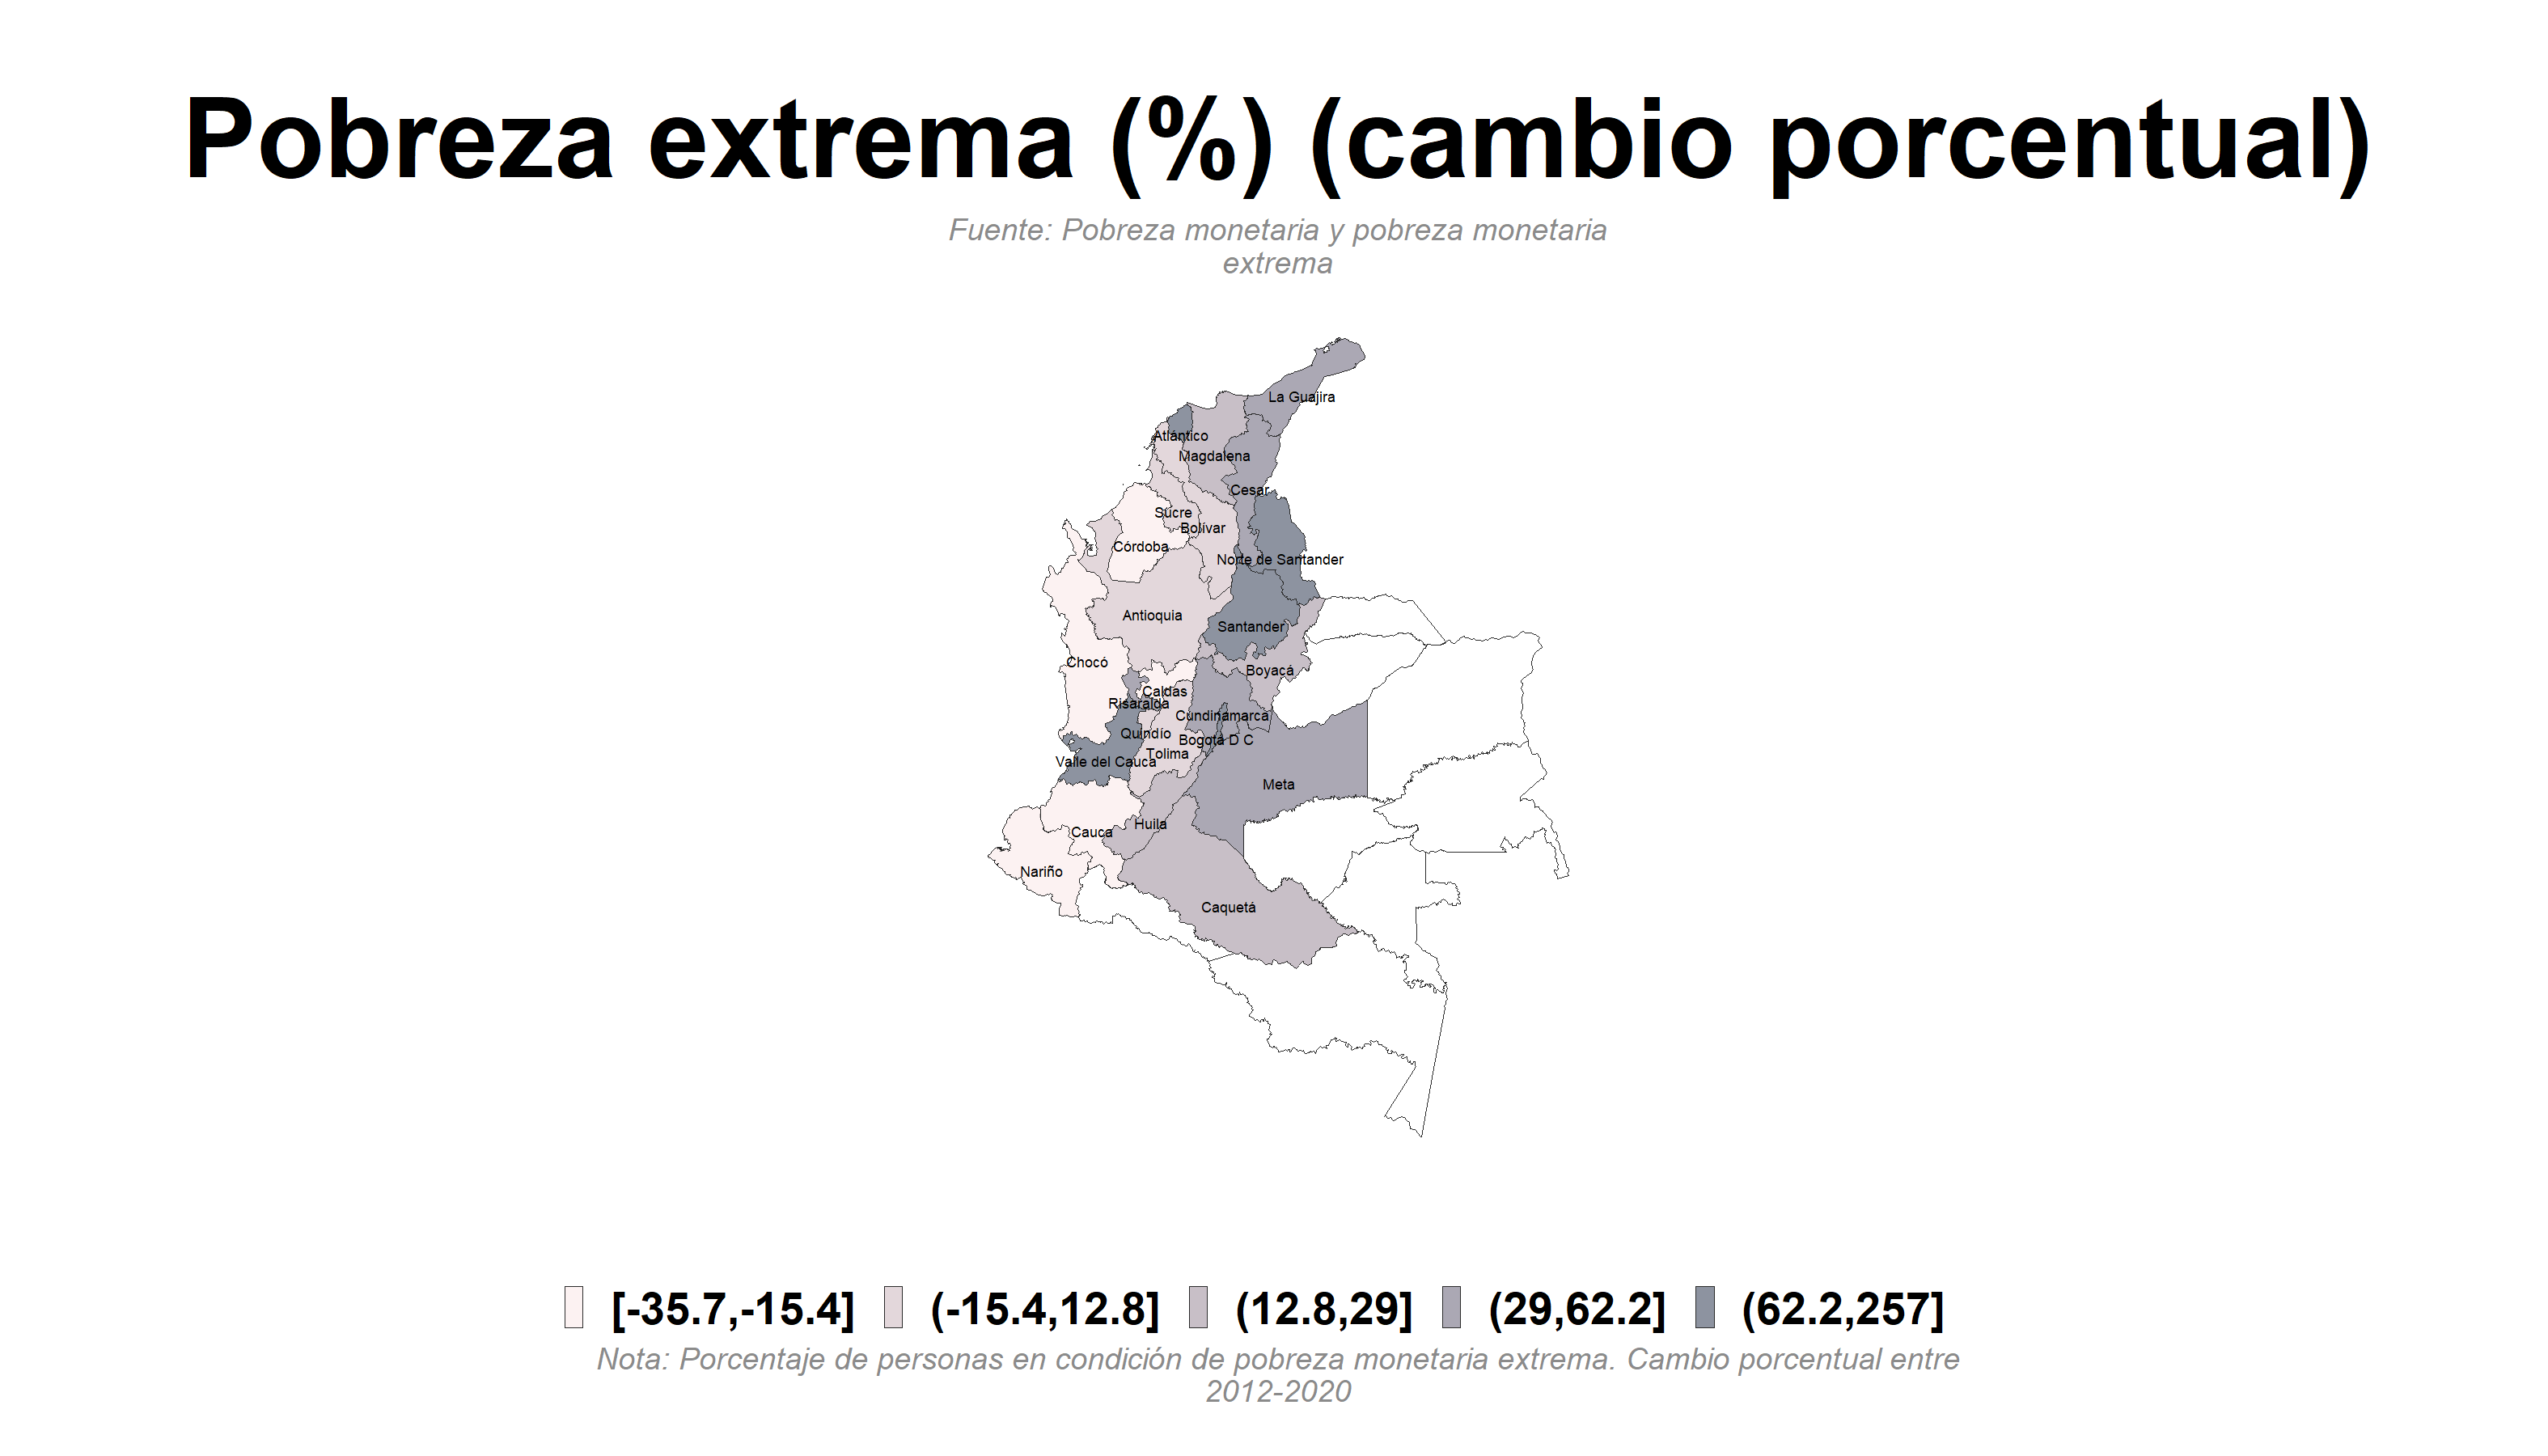 Pobreza extrema (%) (cambio porcentual)
Fuente: Pobreza monetaria y pobreza monetaria
extrema
La Guajira
Atlántico
Magdalena
Cesar
Sucre
Bolívar
Córdoba
Norte de Santander
Antioquia
Santander
Chocó
Boyacá
Caldas
Risaralda
Cundinamarca
Quindío
Bogotá D C
Tolima
Valle del Cauca
Meta
Huila
Cauca
Nariño
Caquetá
[-35.7,-15.4] (-15.4,12.8] (12.8,29] (29,62.2] (62.2,257]
Nota: Porcentaje de personas en condición de pobreza monetaria extrema. Cambio porcentual entre
2012-2020